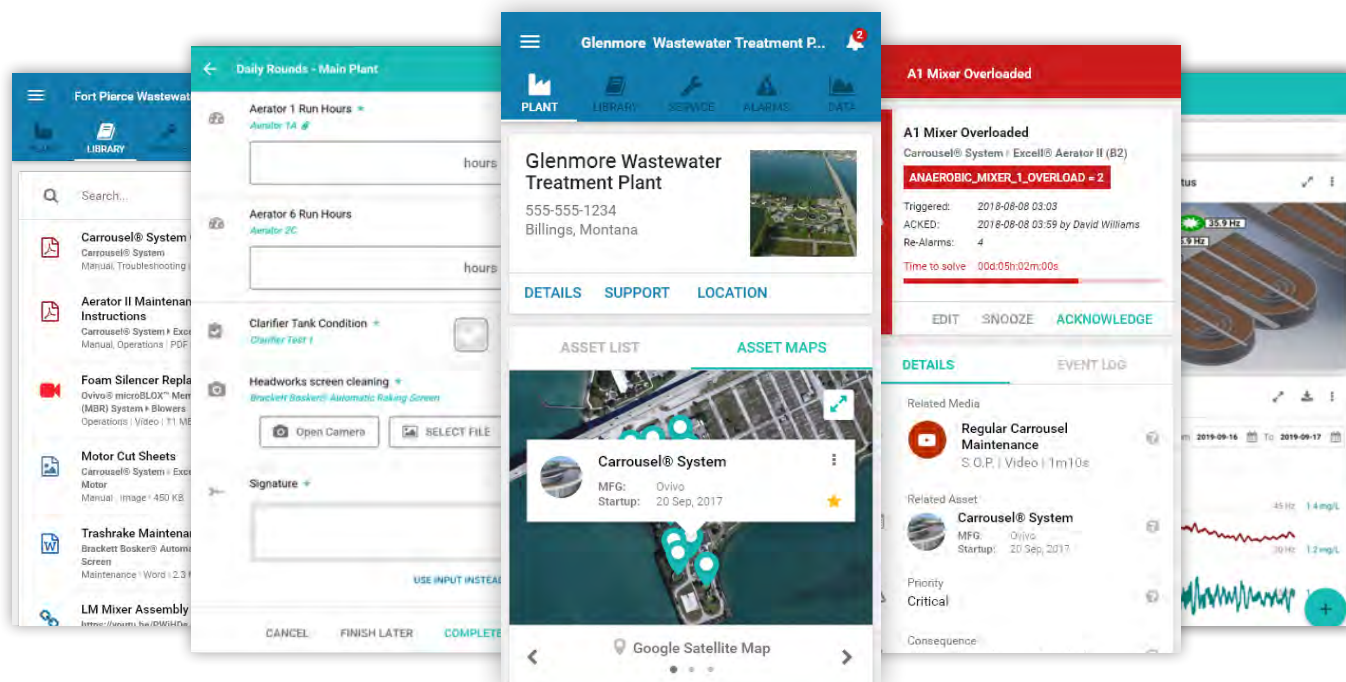 Fort Pierce Wastewat
LIBRARY
Search...
Carrousel® System
Carrousel® System
Manual, Troubleshooting
Aerator II Maintenan
Instructions
Carrousel® System ▸ Exce
Manual, Operations | PDF
Foam Silencer Repla
Ovivo® microBLOX™ Mem
(MBR) System ▸ Blowers
Operations | Video | 11 MB
Motor Cut Sheets
Carrousel® System ▸ Exce
Motor
Manual | Image | 450 KB
Trashrake Maintenan
Brackett Bosker® Automa
Screen
Maintenance | Word | 2.3
LM Mixer Assembly
Daily Rounds - Main Plant
Aerator 1 Run Hours *
Aerator 1A
hours
Aerator 6 Run Hours
Aerator 2C
hours
Clarifier Tank Condition *
Clarifier Test 1
Headworks screen cleaning *
Brackett Bosker® Automatic Raking Screen
Open Camera
SELECT FILE
Signature *
USE INPUT INSTEAD
CANCEL FINISH LATER COMPLETE
Glenmore Wastewater Treatment P...
2
PLANT LIBRARY SERVICE ALARMS DATA
Glenmore Wastewater
Treatment Plant
555-555-1234
Billings, Montana
DETAILS SUPPORT LOCATION
ASSET LIST ASSET MAPS
Carrousel® System
MFG: Ovivo
Startup: 20 Sep, 2017
Google Satellite Map
A1 Mixer Overloaded
A1 Mixer Overloaded
Carrousel® System | Excell® Aerator II (B2)
ANAEROBIC_MIXER_1_OVERLOAD = 2
Triggered: 2018-08-08 03:03
ACKED: 2018-08-08 03:59 by David Williams
Re-Alarms: 4
Time to solve 00d:05h:02m:00s
EDIT SNOOZE ACKNOWLEDGE
DETAILS EVENT LOG
Related Media
Regular Carrousel
Maintenance
S.O.P. | Video | 1m10s
Related Asset
Carrousel® System
MFG: Ovivo
Startup: 20 Sep, 2017
Priority
Critical
Consequence
tus
35.9 Hz
5.9 Hz
2019-09-16 To 2019-09-17
45 Hz 1.4 mg/L
30 Hz 1.2 mg/L